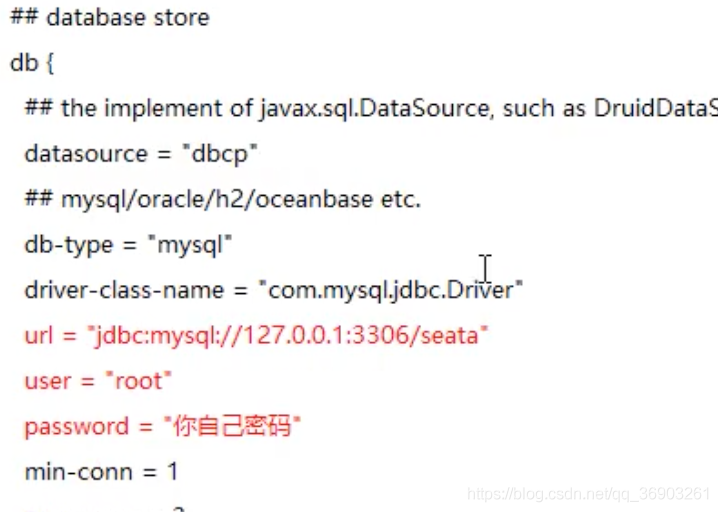 ## database store
db {
## the implement of javax.sql.DataSource, such as DruidDataS
datasource = "dbcp"
## mysql/oracle/h2/oceanbase etc.
db-type = "mysql"
driver-class-name = "com.mysql.jdbc.Driver"
url = "jdbc:mysql://127.0.0.1:3306/seata"
user = "root"
password = "你自己密码"
min-conn = 1
https://blog.csdn.net/qq_36903261